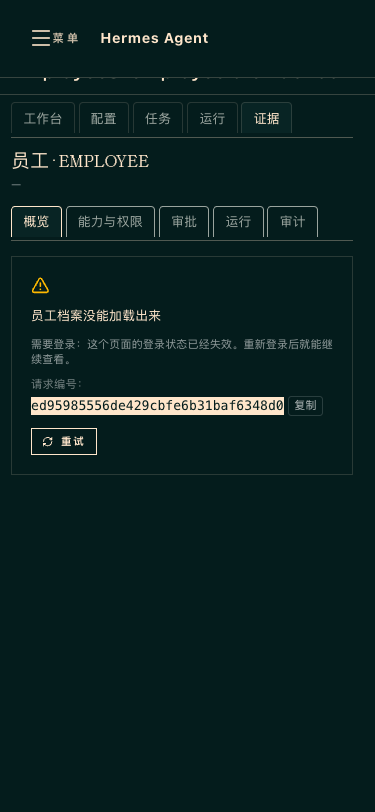 菜单 Hermes Agent
工作台 配置 任务 运行 证据
员工·EMPLOYEE
—
概览 能力与权限 审批 运行 审计
员工档案没能加载出来
需要登录：这个页面的登录状态已经失效。重新登录后就能继
续查看。
请求编号：
ed95985556de429cbfe6b31baf6348d0 复制
重试